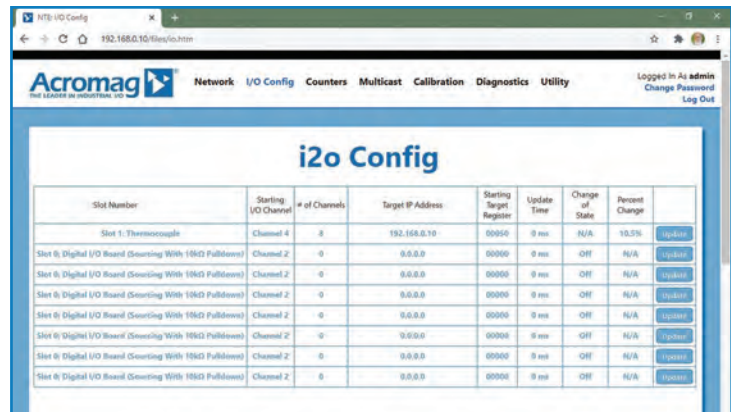 NTE: I/O Config
192.168.0.10/files/io.htm
Acromag
THE LEADER IN INDUSTRIAL I/O
Network I/O Config Counters Multicast Calibration Diagnostics Utility
Logged In As admin
Change Password
Log Out
i2o Config
Slot Number Starting I/O Channel # of Channels Target IP Address Starting Target Register Update Time Change of State Percent Change
Slot 1: Thermocouple Channel 4 8 192.168.0.10 00050 0 ms N/A 10.5% Update
Slot 0: Digital I/O Board (Sourcing With 10kΩ Pulldowns) Channel 2 0 0.0.0.0 00000 0 ms Off N/A Update
Slot 0: Digital I/O Board (Sourcing With 10kΩ Pulldowns) Channel 2 0 0.0.0.0 00000 0 ms Off N/A Update
Slot 0: Digital I/O Board (Sourcing With 10kΩ Pulldowns) Channel 2 0 0.0.0.0 00000 0 ms Off N/A Update
Slot 0: Digital I/O Board (Sourcing With 10kΩ Pulldowns) Channel 2 0 0.0.0.0 00000 0 ms Off N/A Update
Slot 0: Digital I/O Board (Sourcing With 10kΩ Pulldowns) Channel 2 0 0.0.0.0 00000 0 ms Off N/A Update
Slot 0: Digital I/O Board (Sourcing With 10kΩ Pulldowns) Channel 2 0 0.0.0.0 00000 0 ms Off N/A Update
Slot 0: Digital I/O Board (Sourcing With 10kΩ Pulldowns) Channel 2 0 0.0.0.0 00000 0 ms Off N/A Update